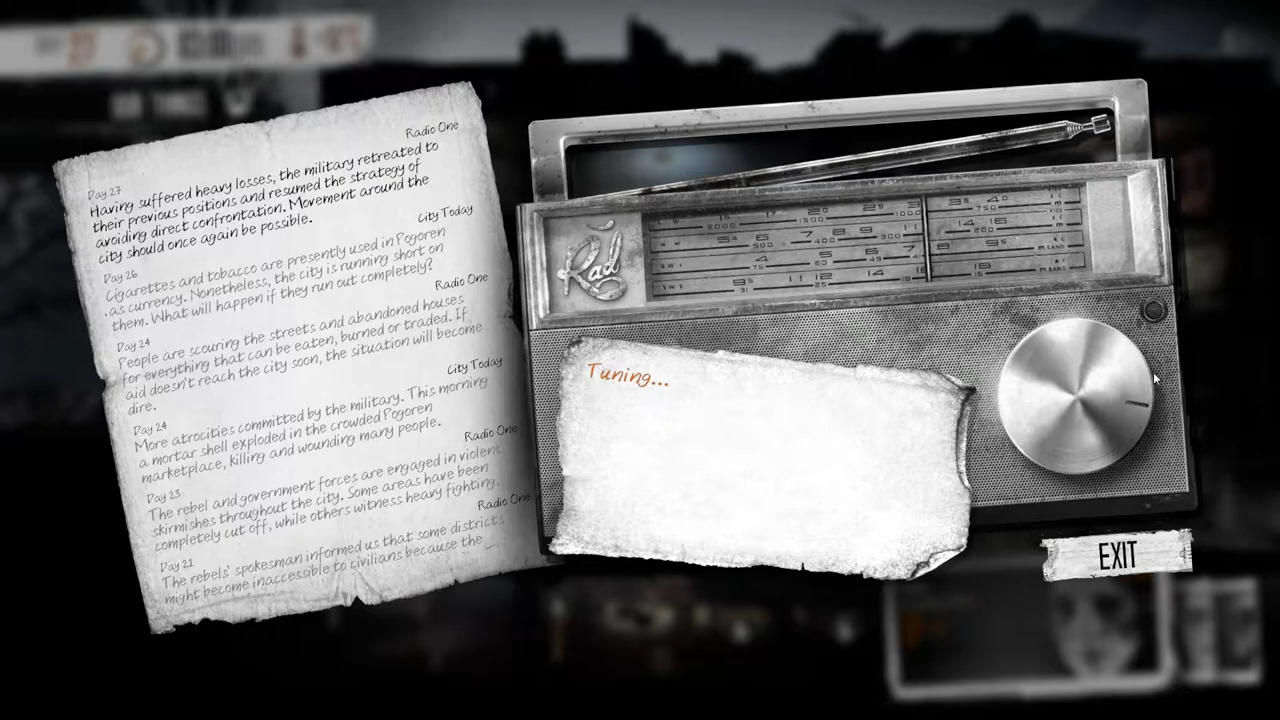 Radio One
Day 27
Having suffered heavy losses, the military retreated to
their previous positions and resumed the strategy of
avoiding direct confrontation. Movement around the
city should once again be possible.
City Today
Day 26
Cigarettes and tobacco are presently used in Pogoren
as currency. Nonetheless, the city is running short on
them. What will happen if they run out completely?
Radio One
Day 24
People are scouring the streets and abandoned houses
for everything that can be eaten, burned or traded. If
aid doesn't reach the city soon, the situation will become
dire.
City Today
Day 24
More atrocities committed by the military. This morning
a mortar shell exploded in the crowded Pogoren
marketplace, killing and wounding many people.
Radio One
Day 23
The rebel and government forces are engaged in violent
skirmishes throughout the city. Some areas have been
completely cut off, while others witness heavy fighting.
Radio One
Day 21
The rebels' spokesman informed us that some districts
might become inaccessible to civilians because the
Rad
Tuning...
EXIT